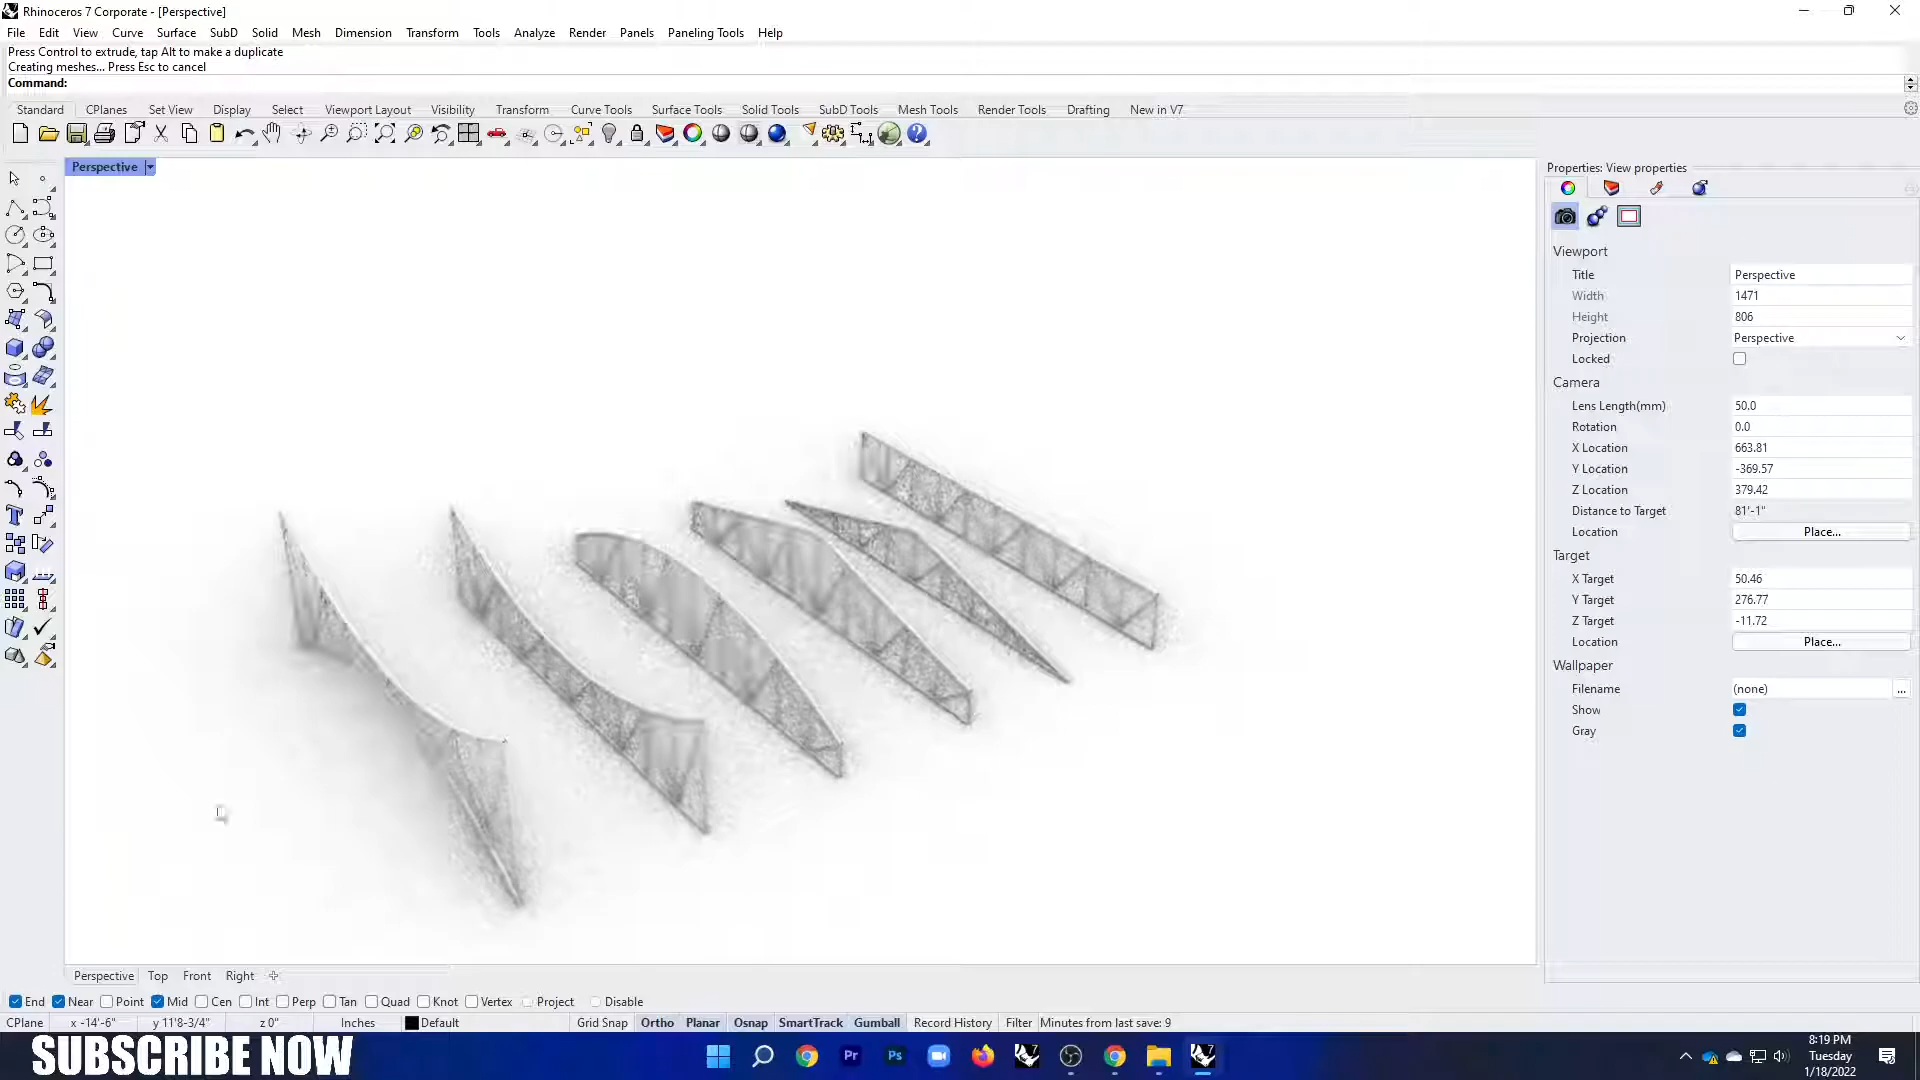 Rhinoceros 7 Corporate - [Perspective]
File Edit View Curve Surface SubD Solid Mesh Dimension Transform Tools Analyze Render Panels Paneling Tools Help
Press Control to extrude, tap Alt to make a duplicate
Creating meshes... Press Esc to cancel
Command:
Standard CPlanes Set View Display Select Viewport Layout Visibility Transform Curve Tools Surface Tools Solid Tools SubD Tools Mesh Tools Render Tools Drafting New in V7
Perspective
Properties: View properties
Viewport
Title Perspective
Width 1471
Height 806
Projection Perspective
Locked
Camera
Lens Length(mm) 50.0
Rotation 0.0
X Location 663.81
Y Location -369.57
Z Location 379.42
Distance to Target 81'-1"
Location Place...
Target
X Target 50.46
Y Target 276.77
Z Target -11.72
Location Place...
Wallpaper
Filename (none) ...
Show
Gray
Perspective Top Front Right
End Near Point Mid Cen Int Perp Tan Quad Knot Vertex Project Disable
CPlane x -14'-6" y 11'8-3/4" z 0" Inches Default Grid Snap Ortho Planar Osnap SmartTrack Gumball Record History Filter Minutes from last save: 9
SUBSCRIBE NOW
Pr Ps 7
8:19 PM
Tuesday
1/18/2022